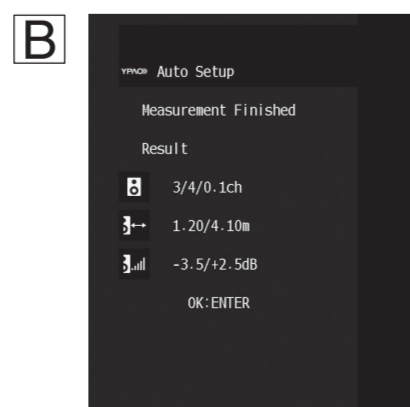 B
YPAO Auto Setup
Measurement Finished
Result
3/4/0.1ch
1.20/4.10m
-3.5/+2.5dB
OK:ENTER